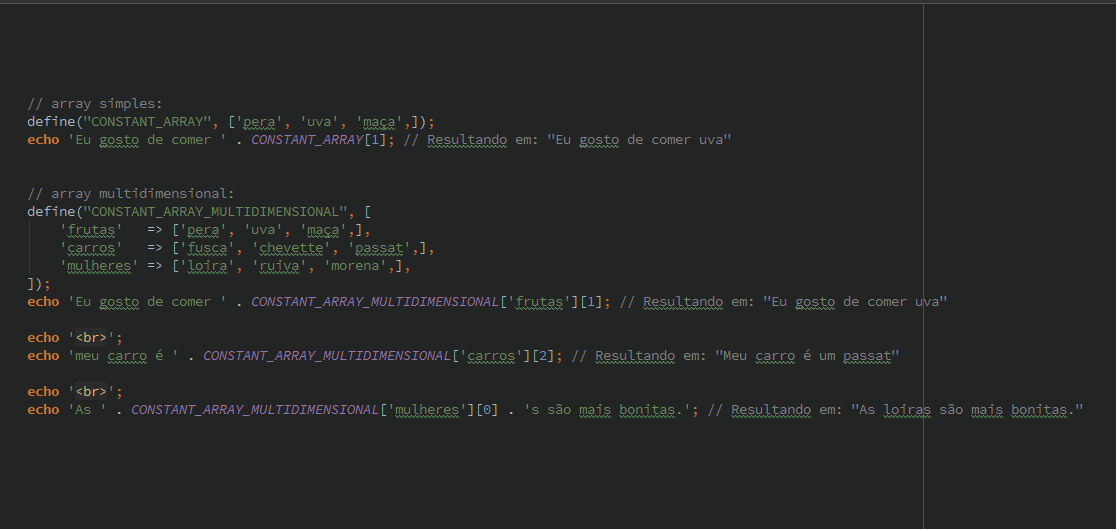 // array simples:
define("CONSTANT_ARRAY", ['pera', 'uva', 'maça',]);
echo 'Eu gosto de comer ' . CONSTANT_ARRAY[1]; // Resultando em: "Eu gosto de comer uva"
// array multidimensional:
define("CONSTANT_ARRAY_MULTIDIMENSIONAL", [
    'frutas'   => ['pera', 'uva', 'maça',],
    'carros'   => ['fusca', 'chevette', 'passat',],
    'mulheres' => ['loira', 'ruiva', 'morena',],
]);
echo 'Eu gosto de comer ' . CONSTANT_ARRAY_MULTIDIMENSIONAL['frutas'][1]; // Resultando em: "Eu gosto de comer uva"
echo '<br>';
echo 'meu carro é ' . CONSTANT_ARRAY_MULTIDIMENSIONAL['carros'][2]; // Resultando em: "Meu carro é um passat"
echo '<br>';
echo 'As ' . CONSTANT_ARRAY_MULTIDIMENSIONAL['mulheres'][0] . 's são mais bonitas.'; // Resultando em: "As loiras são mais bonitas."